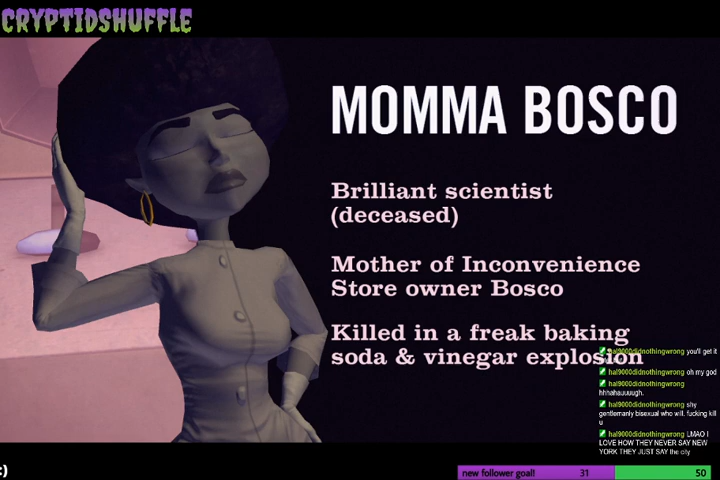 CRYPTIDSHUFFLE
MOMMA BOSCO
Brilliant scientist
(deceased)
Mother of Inconvenience
Store owner Bosco
Killed in a freak baking
soda & vinegar explosion
hal9000didnothingwrong you'll get it
hal9000didnothingwrong oh my god
hal9000didnothingwrong
hhhahauuuugh.
hal9000didnothingwrong shy
gentlemanly bisexual who will. fucking kill
u
hal9000didnothingwrong LMAO I
LOVE HOW THEY NEVER SAY NEW
YORK THEY JUST SAY the city
:)
new follower goal! 31 50